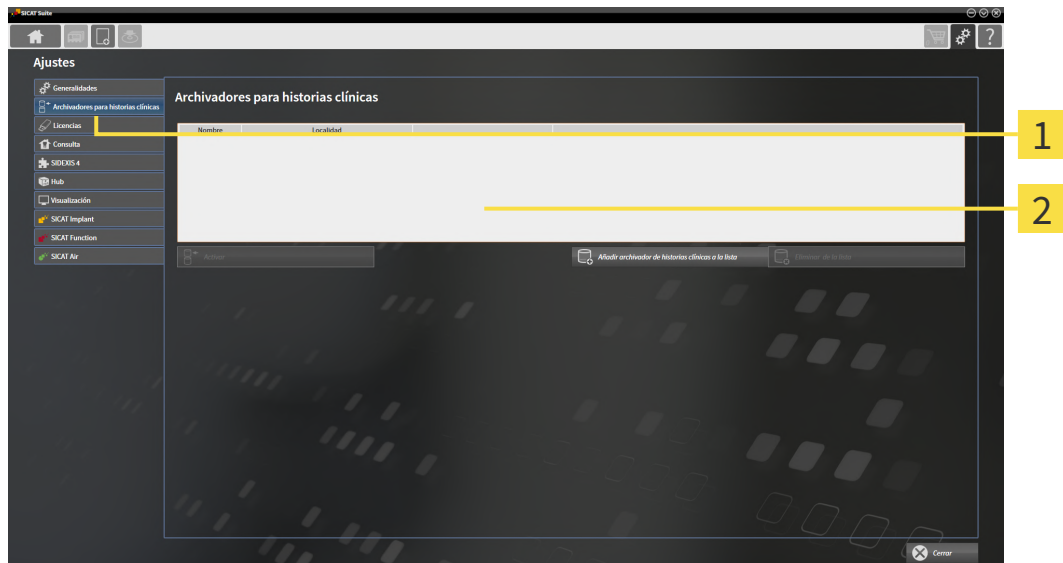 SICAT Suite
?
Ajustes
Generalidades
Archivadores para historias clínicas
Licencias
Consulta
SIDEXIS 4
Hub
Visualización
SICAT Implant
SICAT Function
SICAT Air
Archivadores para historias clínicas
Nombre Localidad
Activar
Añadir archivador de historias clínicas a la lista
Eliminar de la lista
Cerrar
1
2